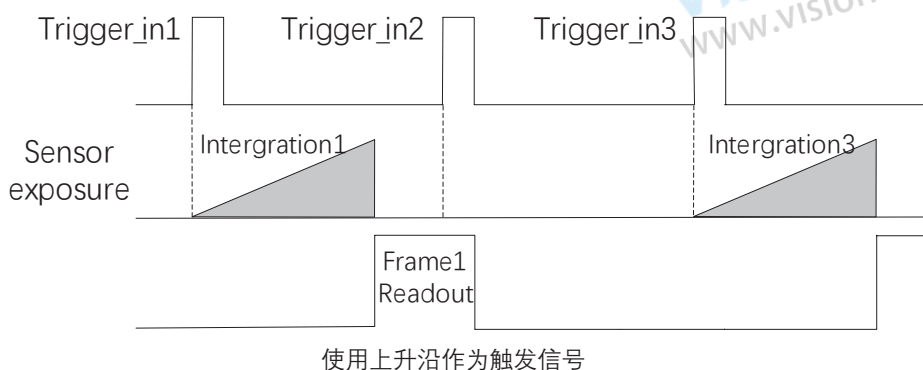 Trigger_in1
Trigger_in2
Trigger_in3
Sensor
exposure
Intergration1
Intergration3
Frame1
Readout
使用上升沿作为触发信号